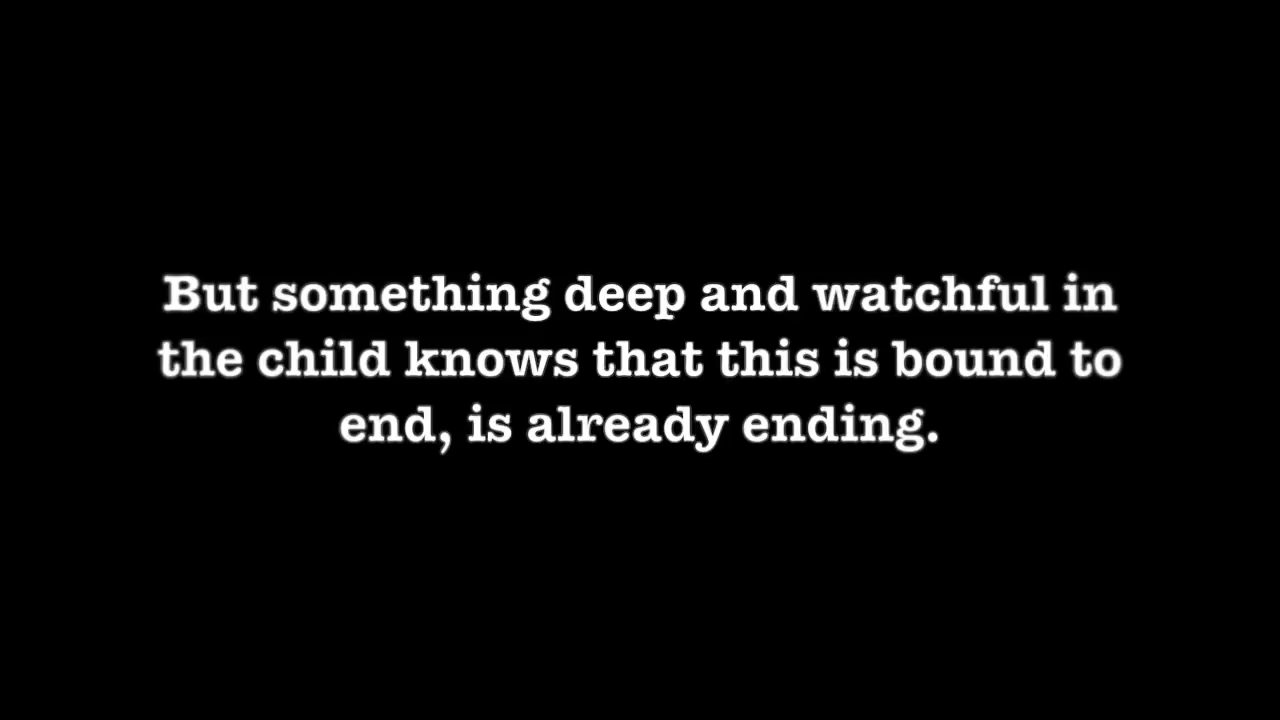 But something deep and watchful in
the child knows that this is bound to
end, is already ending.